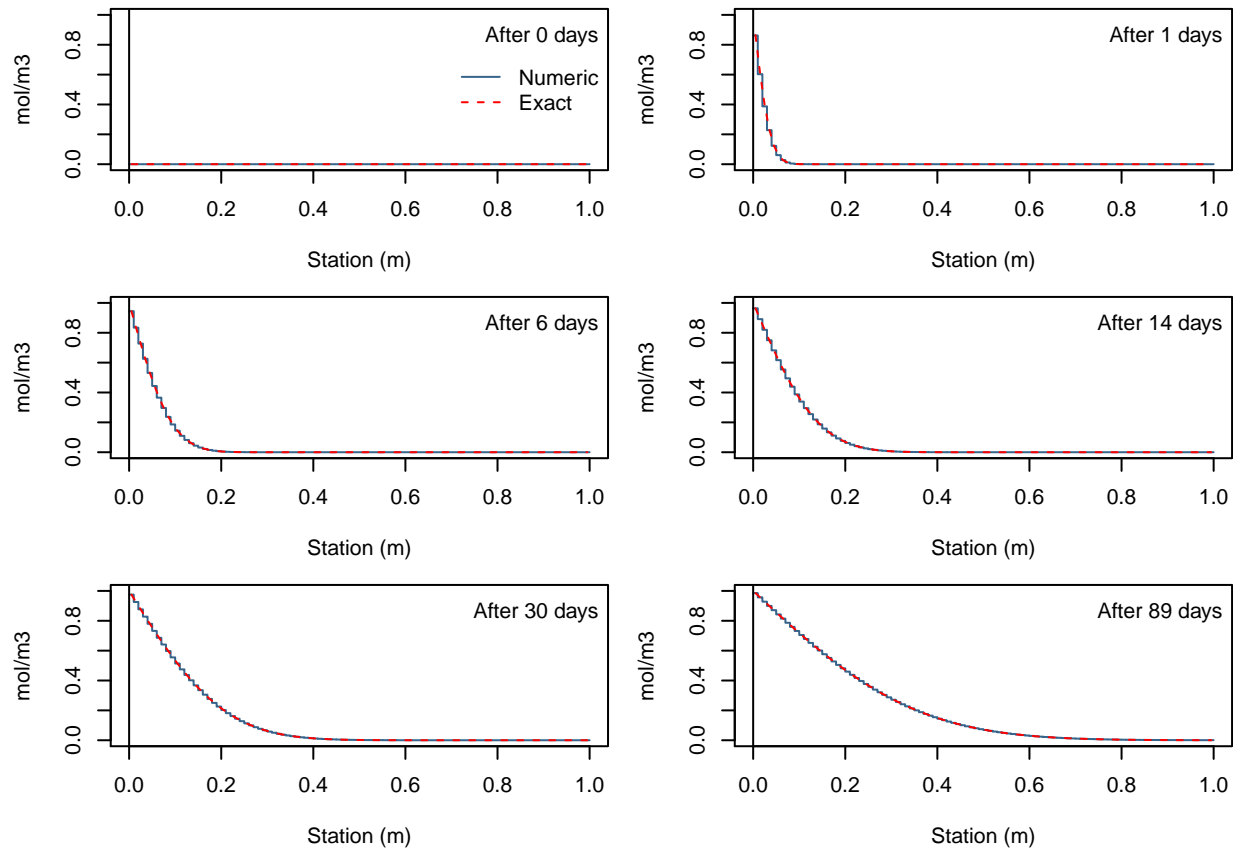 After 0 days
Numeric
Exact
mol/m3
0.0 0.4 0.8
0.0 0.2 0.4 0.6 0.8 1.0
Station (m)
After 1 days
mol/m3
0.0 0.4 0.8
0.0 0.2 0.4 0.6 0.8 1.0
Station (m)
After 6 days
mol/m3
0.0 0.4 0.8
0.0 0.2 0.4 0.6 0.8 1.0
Station (m)
After 14 days
mol/m3
0.0 0.4 0.8
0.0 0.2 0.4 0.6 0.8 1.0
Station (m)
After 30 days
mol/m3
0.0 0.4 0.8
0.0 0.2 0.4 0.6 0.8 1.0
Station (m)
After 89 days
mol/m3
0.0 0.4 0.8
0.0 0.2 0.4 0.6 0.8 1.0
Station (m)